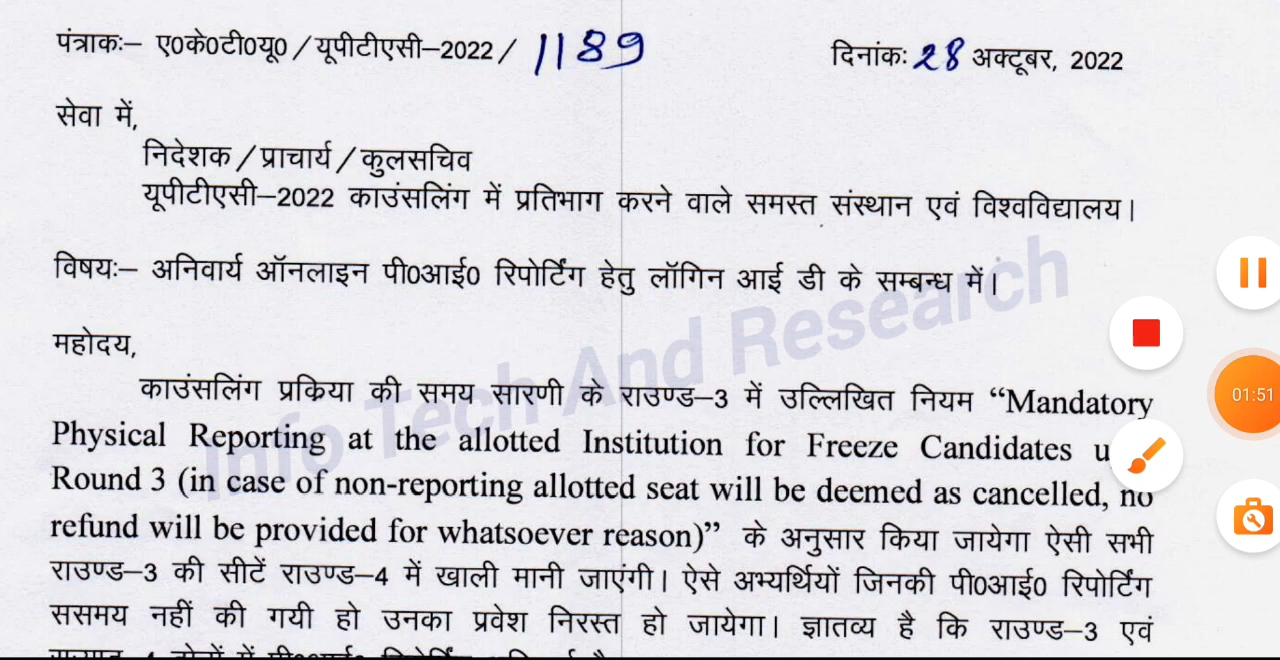 पंत्राकः– ए0के0टी0यू0/यूपीटीएसी–2022/ 1189
दिनांकः 28 अक्टूबर, 2022
सेवा में,
निदेशक/प्राचार्य/कुलसचिव
यूपीटीएसी–2022 काउंसलिंग में प्रतिभाग करने वाले समस्त संस्थान एवं विश्वविद्यालय।
विषयः– अनिवार्य ऑनलाइन पी0आई0 रिपोर्टिंग हेतु लॉगिन आई डी के सम्बन्ध में।
Info Tech And Research
महोदय,
काउंसलिंग प्रकिया की समय सारणी के राउण्ड–3 में उल्लिखित नियम “Mandatory
Physical Reporting at the allotted Institution for Freeze Candidates
Round 3 (in case of non-reporting allotted seat will be deemed as cancelled, no
refund will be provided for whatsoever reason)” के अनुसार किया जायेगा ऐसी सभी
राउण्ड–3 की सीटें राउण्ड–4 में खाली मानी जाएंगी। ऐसे अभ्यर्थियों जिनकी पी0आई0 रिपोर्टिंग
ससमय नहीं की गयी हो उनका प्रवेश निरस्त हो जायेगा। ज्ञातव्य है कि राउण्ड–3 एवं
01:51